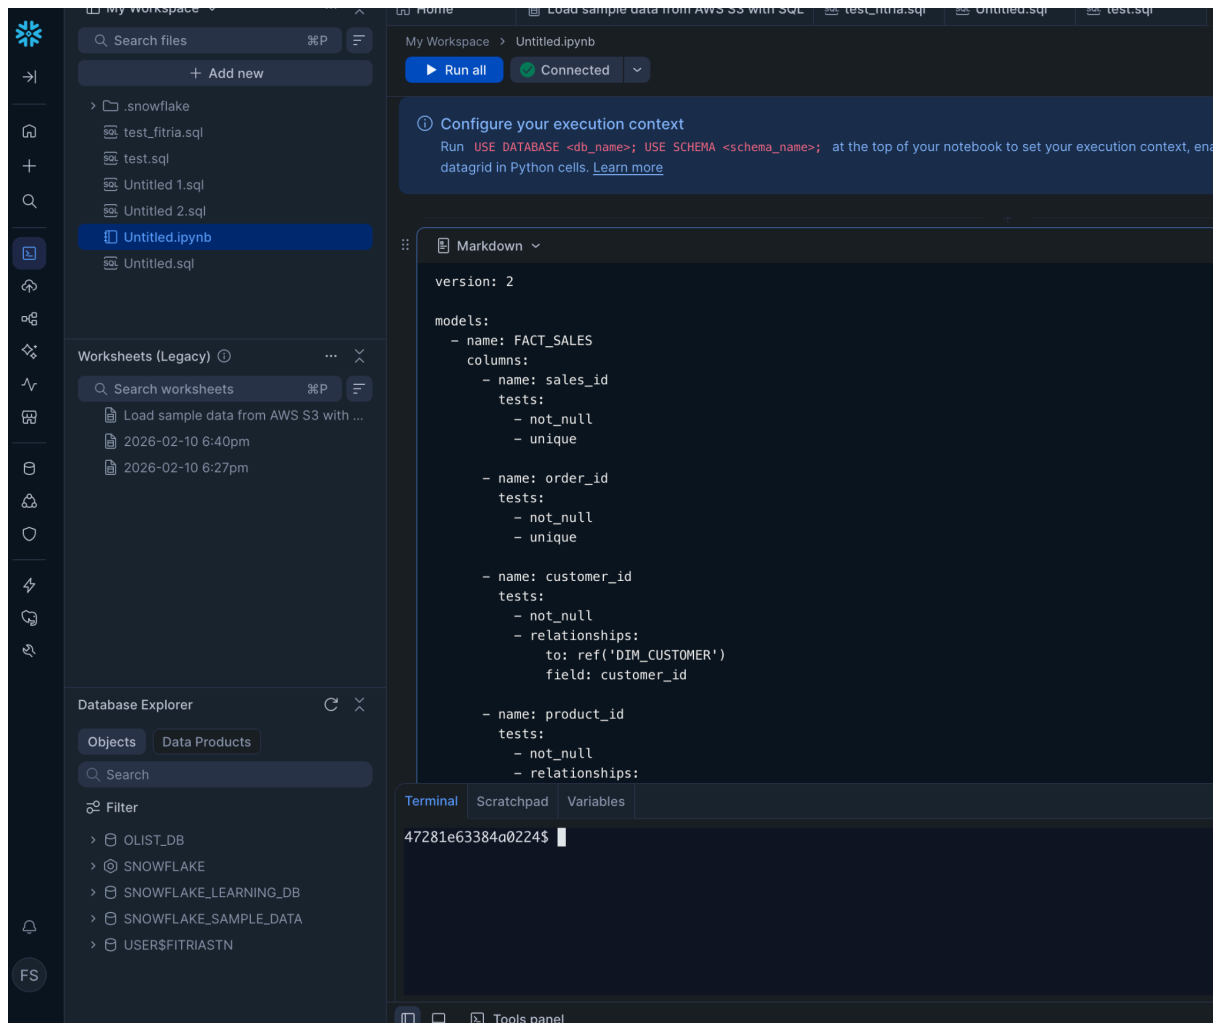 My Workspace
Home
Load sample data from AWS S3 with SQL
test_fitria.sql
Untitled.sql
test.sql
Search files
⌘P
+ Add new
.snowflake
test_fitria.sql
test.sql
Untitled 1.sql
Untitled 2.sql
Untitled.ipynb
Untitled.sql
Worksheets (Legacy)
Search worksheets
⌘P
Load sample data from AWS S3 with ...
2026-02-10 6:40pm
2026-02-10 6:27pm
Database Explorer
Objects
Data Products
Search
Filter
OLIST_DB
SNOWFLAKE
SNOWFLAKE_LEARNING_DB
SNOWFLAKE_SAMPLE_DATA
USER$FITRIASTN
FS
My Workspace > Untitled.ipynb
Run all
Connected
Configure your execution context
Run USE DATABASE <db_name>; USE SCHEMA <schema_name>; at the top of your notebook to set your execution context, ena
datagrid in Python cells. Learn more
Markdown
version: 2
models:
- name: FACT_SALES
columns:
- name: sales_id
tests:
- not_null
- unique
- name: order_id
tests:
- not_null
- unique
- name: customer_id
tests:
- not_null
- relationships:
to: ref('DIM_CUSTOMER')
field: customer_id
- name: product_id
tests:
- not_null
- relationships:
Terminal
Scratchpad
Variables
47281e63384a0224$
Tools panel